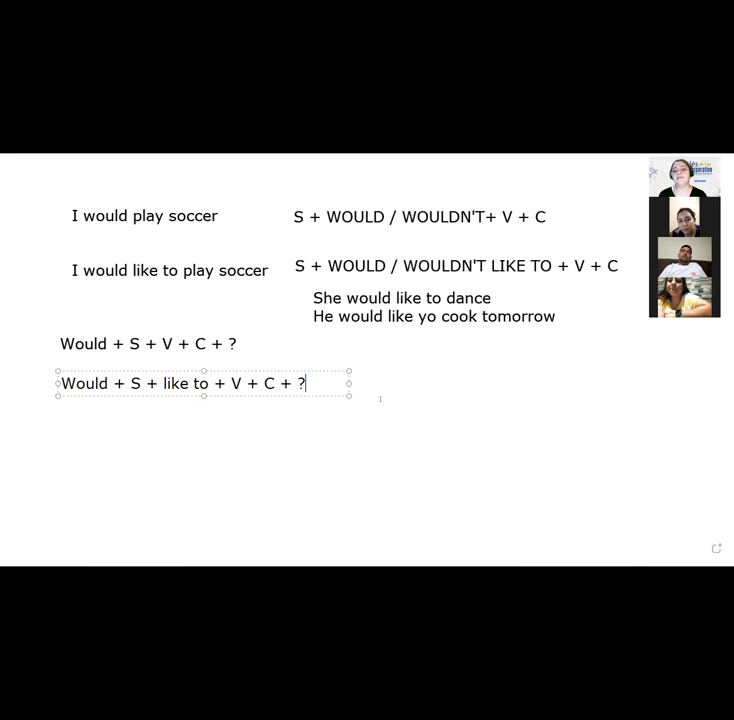 I would play soccer
S + WOULD / WOULDN'T+ V + C
I would like to play soccer
S + WOULD / WOULDN'T LIKE TO + V + C
She would like to dance
He would like yo cook tomorrow
Would + S + V + C + ?
Would + S + like to + V + C + ?